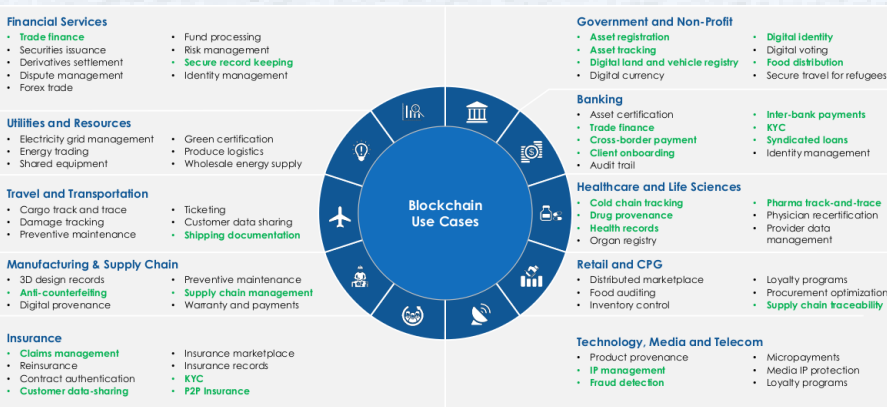 Financial Services
• Trade finance
• Securities issuance
• Derivatives settlement
• Dispute management
• Forex trade
• Fund processing
• Risk management
• Secure record keeping
• Identity management
Utilities and Resources
• Electricity grid management
• Energy trading
• Shared equipment
• Green certification
• Produce logistics
• Wholesale energy supply
Travel and Transportation
• Cargo track and trace
• Damage tracking
• Preventive maintenance
• Ticketing
• Customer data sharing
• Shipping documentation
Manufacturing & Supply Chain
• 3D design records
• Anti-counterfeiting
• Digital provenance
• Preventive maintenance
• Supply chain management
• Warranty and payments
Insurance
• Claims management
• Reinsurance
• Contract authentication
• Customer data-sharing
• Insurance marketplace
• Insurance records
• KYC
• P2P Insurance
Blockchain
Use Cases
Government and Non-Profit
• Asset registration
• Asset tracking
• Digital land and vehicle registry
• Digital currency
• Digital identity
• Digital voting
• Food distribution
• Secure travel for refugees
Banking
• Asset certification
• Trade finance
• Cross-border payment
• Client onboarding
• Audit trail
• Inter-bank payments
• KYC
• Syndicated loans
• Identity management
Healthcare and Life Sciences
• Cold chain tracking
• Drug provenance
• Health records
• Organ registry
• Pharma track-and-trace
• Physician recertification
• Provider data
management
Retail and CPG
• Distributed marketplace
• Food auditing
Inventory control
• Loyalty programs
• Procurement optimization
• Supply chain traceability
Technology, Media and Telecom
• Product provenance
• IP management
• Fraud detection
• Micropayments
• Media IP protection
• Loyalty programs